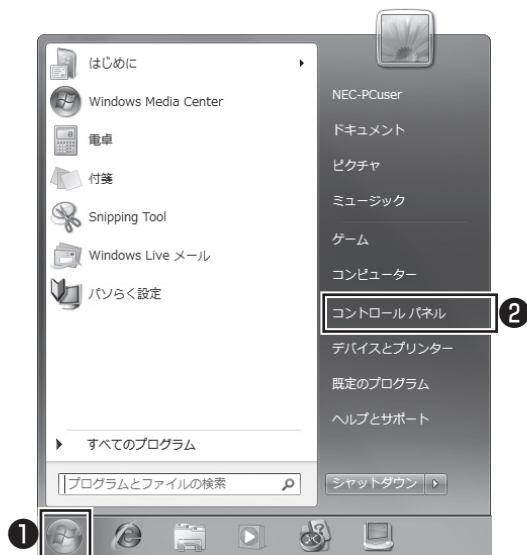 はじめに
Windows Media Center
電卓
付箋
Snipping Tool
Windows Live メール
パソらく設定
すべてのプログラム
プログラムとファイルの検索
NEC-PCuser
ドキュメント
ピクチャ
ミュージック
ゲーム
コンピューター
コントロール パネル
❷
デバイスとプリンター
既定のプログラム
ヘルプとサポート
シャットダウン
❶